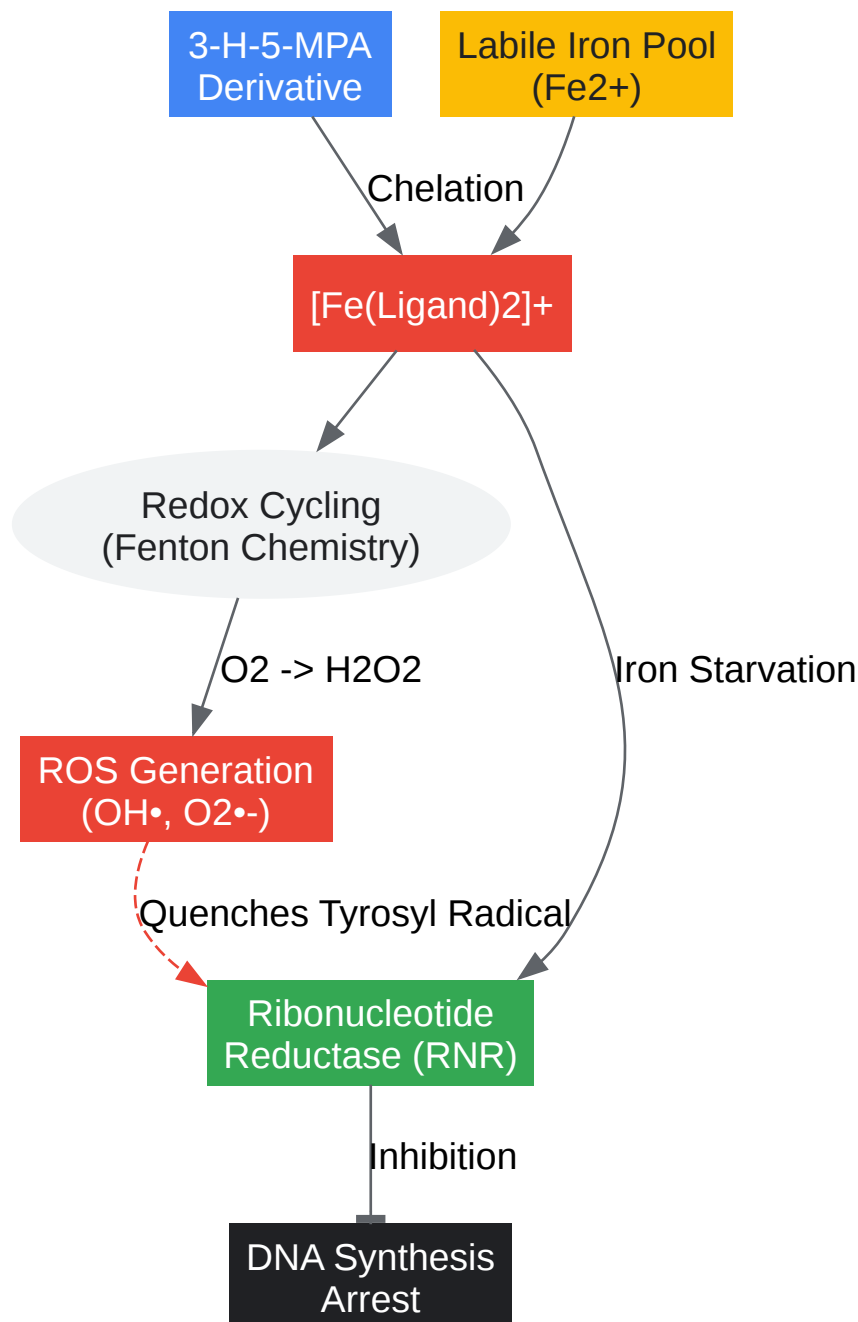 3-H-5-MPA
Derivative
Labile Iron Pool
(Fe2+)
Chelation
[Fe(Ligand)2]+
Redox Cycling
(Fenton Chemistry)
O2 -> H2O2
Iron Starvation
ROS Generation
(OH•, O2•-)
Quenches Tyrosyl Radical
Ribonucleotide
Reductase (RNR)
Inhibition
DNA Synthesis
Arrest